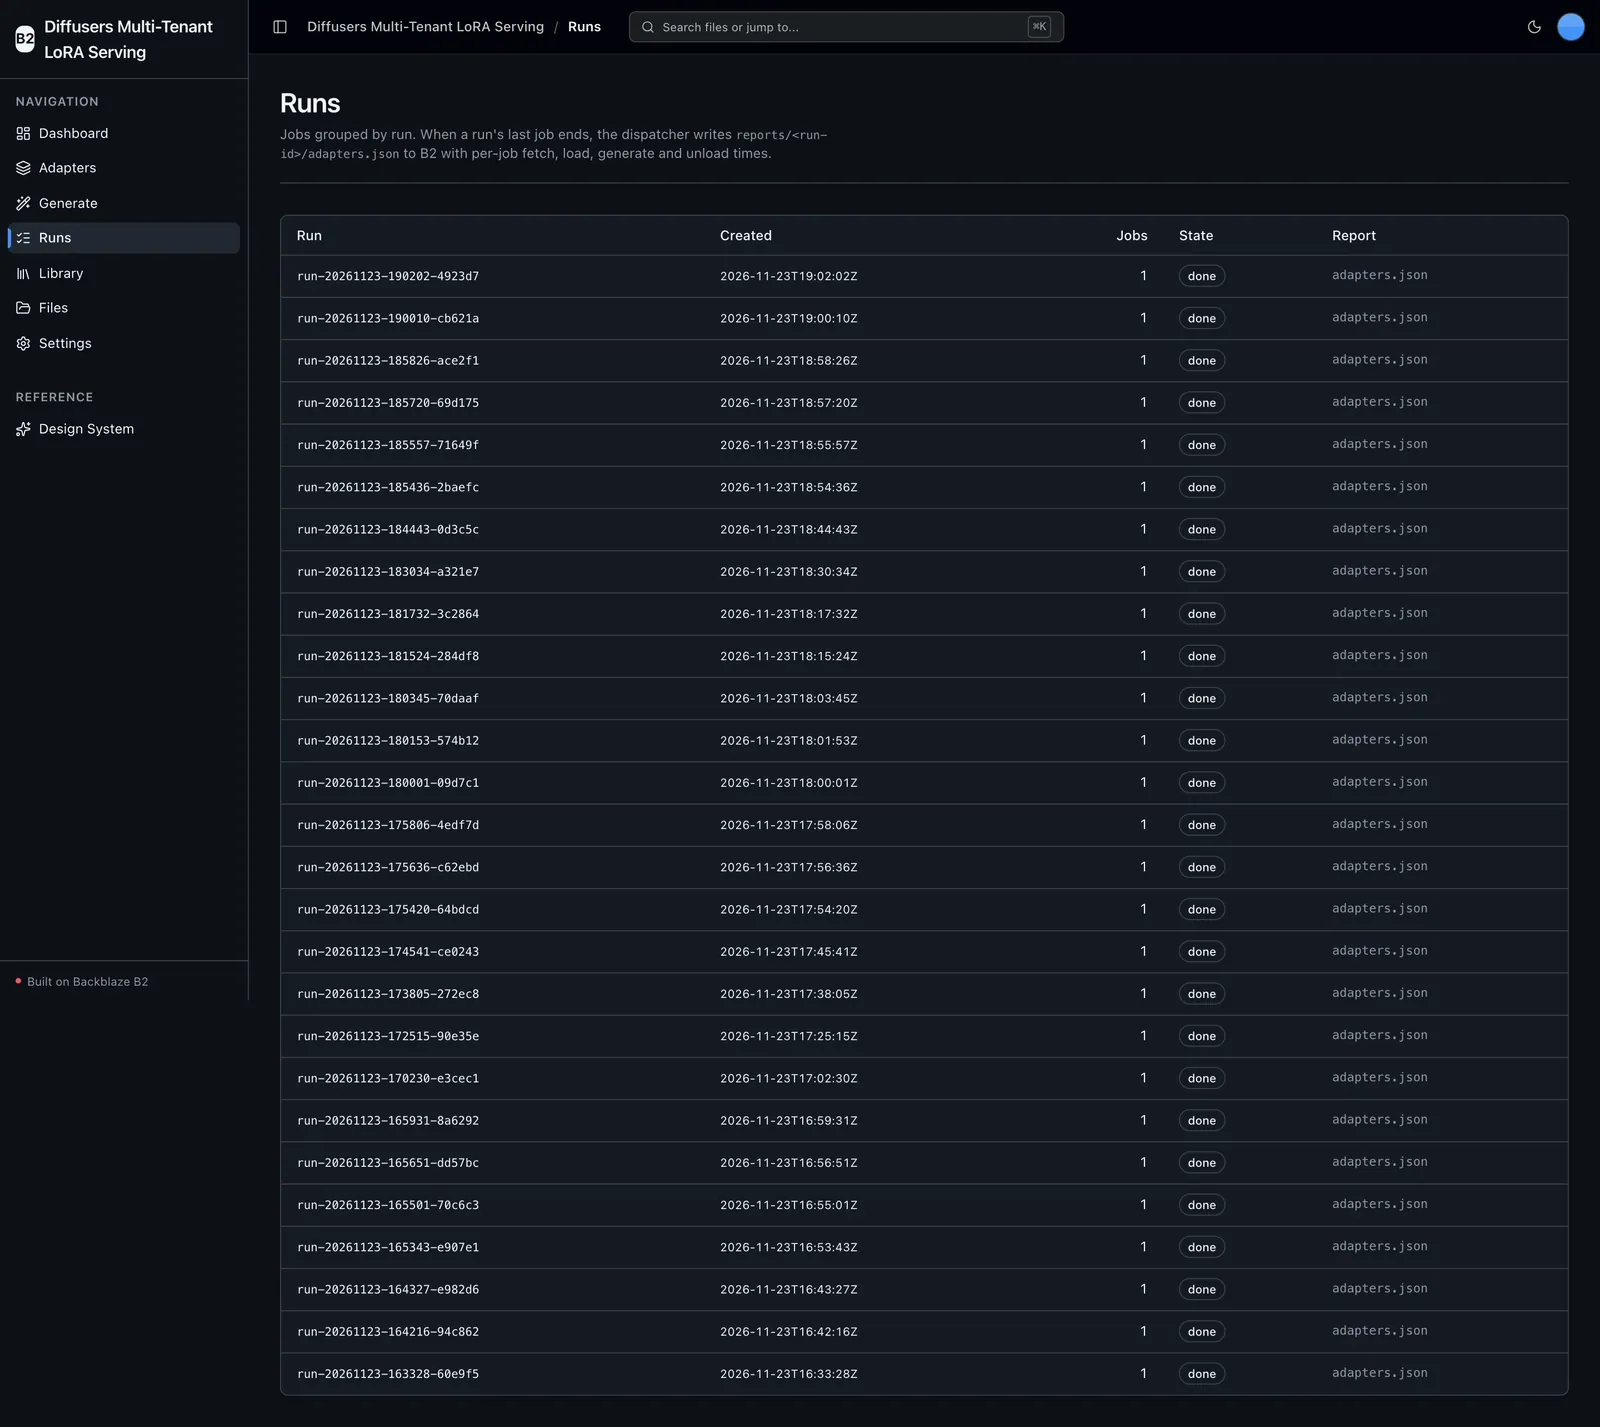 B2 Diffusers Multi-Tenant
LoRA Serving
NAVIGATION
Dashboard
Adapters
Generate
Runs
Library
Files
Settings
REFERENCE
Design System
Built on Backblaze B2
Diffusers Multi-Tenant LoRA Serving / Runs Search files or jump to... ⌘K
Runs
Jobs grouped by run. When a run's last job ends, the dispatcher writes reports/<run-
id>/adapters.json to B2 with per-job fetch, load, generate and unload times.
Run Created Jobs State Report
run-20261123-190202-4923d7 2026-11-23T19:02:02Z 1 done adapters.json
run-20261123-190010-cb621a 2026-11-23T19:00:10Z 1 done adapters.json
run-20261123-185826-ace2f1 2026-11-23T18:58:26Z 1 done adapters.json
run-20261123-185720-69d175 2026-11-23T18:57:20Z 1 done adapters.json
run-20261123-185557-71649f 2026-11-23T18:55:57Z 1 done adapters.json
run-20261123-185436-2baefc 2026-11-23T18:54:36Z 1 done adapters.json
run-20261123-184443-0d3c5c 2026-11-23T18:44:43Z 1 done adapters.json
run-20261123-183034-a321e7 2026-11-23T18:30:34Z 1 done adapters.json
run-20261123-181732-3c2864 2026-11-23T18:17:32Z 1 done adapters.json
run-20261123-181524-284df8 2026-11-23T18:15:24Z 1 done adapters.json
run-20261123-180345-70daaf 2026-11-23T18:03:45Z 1 done adapters.json
run-20261123-180153-574b12 2026-11-23T18:01:53Z 1 done adapters.json
run-20261123-180001-09d7c1 2026-11-23T18:00:01Z 1 done adapters.json
run-20261123-175806-4edf7d 2026-11-23T17:58:06Z 1 done adapters.json
run-20261123-175636-c62ebd 2026-11-23T17:56:36Z 1 done adapters.json
run-20261123-175420-64bdcd 2026-11-23T17:54:20Z 1 done adapters.json
run-20261123-174541-ce0243 2026-11-23T17:45:41Z 1 done adapters.json
run-20261123-173805-272ec8 2026-11-23T17:38:05Z 1 done adapters.json
run-20261123-172515-90e35e 2026-11-23T17:25:15Z 1 done adapters.json
run-20261123-170230-e3cec1 2026-11-23T17:02:30Z 1 done adapters.json
run-20261123-165931-8a6292 2026-11-23T16:59:31Z 1 done adapters.json
run-20261123-165651-dd57bc 2026-11-23T16:56:51Z 1 done adapters.json
run-20261123-165501-70c6c3 2026-11-23T16:55:01Z 1 done adapters.json
run-20261123-165343-e907e1 2026-11-23T16:53:43Z 1 done adapters.json
run-20261123-164327-e982d6 2026-11-23T16:43:27Z 1 done adapters.json
run-20261123-164216-94c862 2026-11-23T16:42:16Z 1 done adapters.json
run-20261123-163328-60e9f5 2026-11-23T16:33:28Z 1 done adapters.json